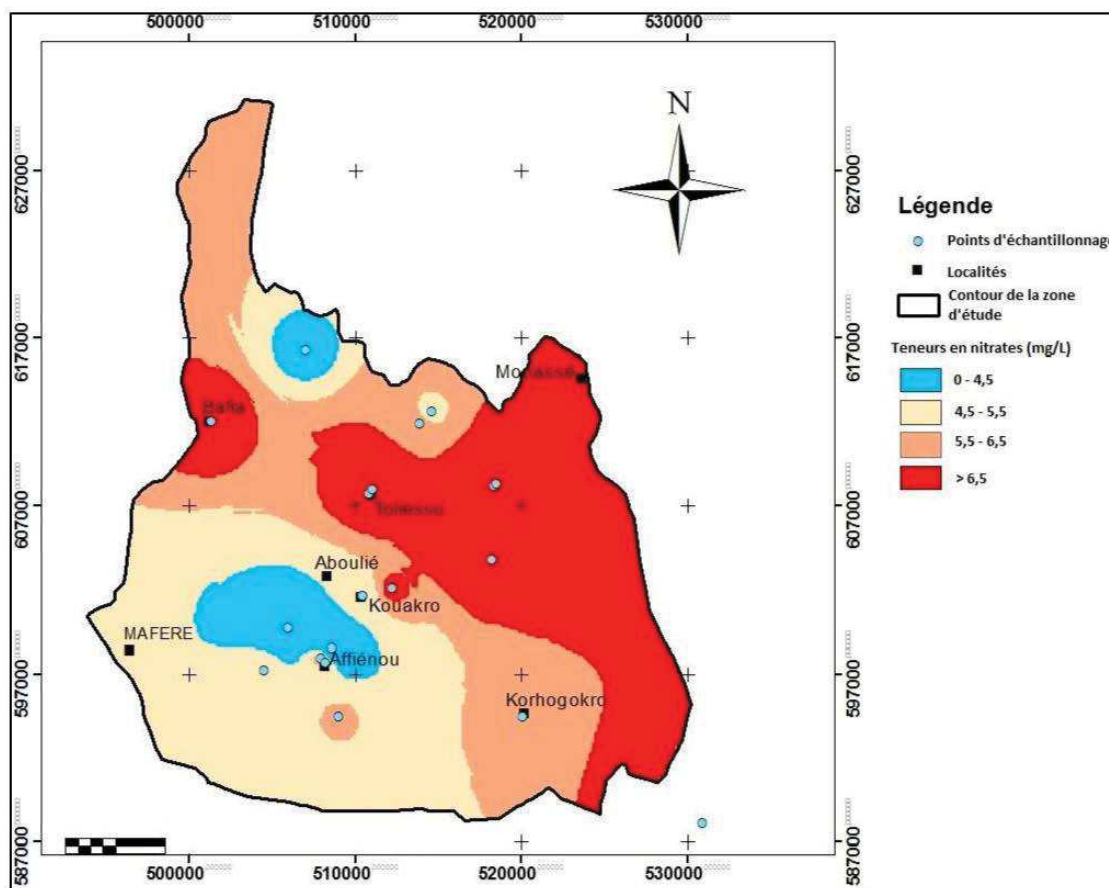 500000 510000 520000 530000
N
627000 627000
617000 617000
607000 607000
597000 597000
587000 587000
Bafia
Aboulié
Kouakro
MAFERE
Affiénou
Korhogokro
500000 510000 520000 530000
Légende
Points d'échantillonnage
Localités
Contour de la zone
d'étude
Teneurs en nitrates (mg/L)
0 - 4,5
4,5 - 5,5
5,5 - 6,5
> 6,5